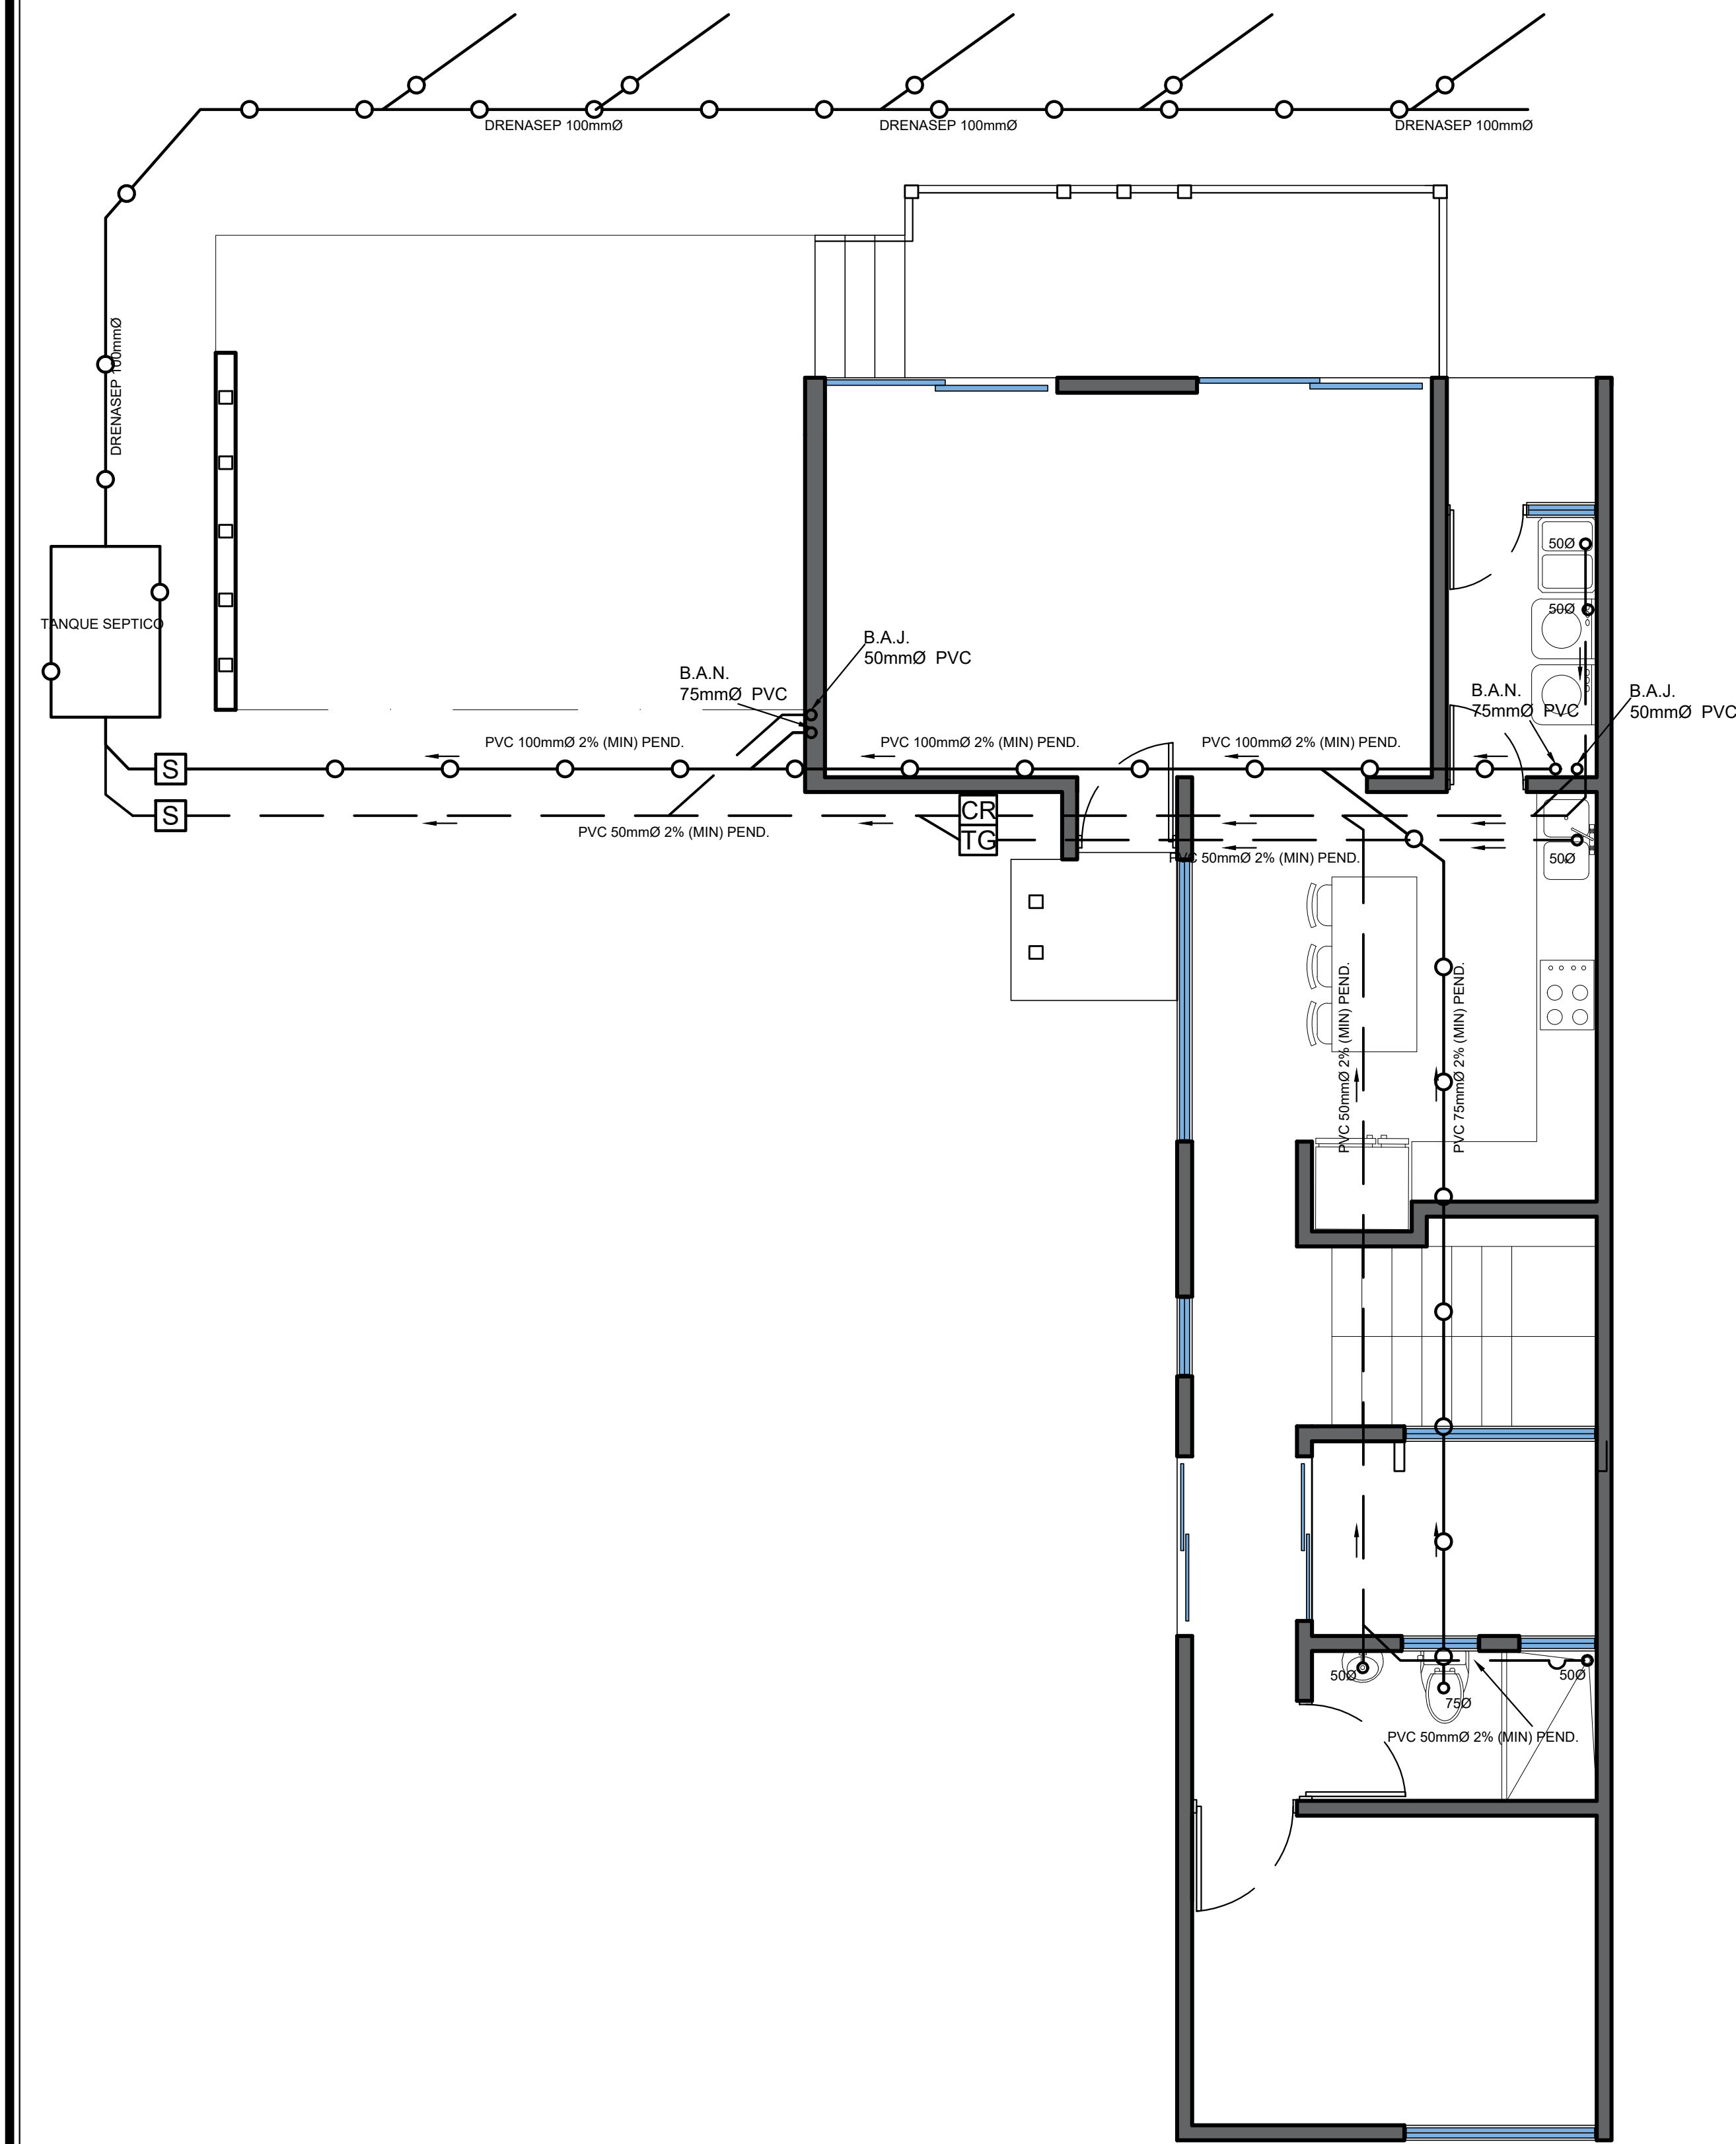 DRENASEP 100mmØ
DRENASEP 100mmØ
DRENASEP 100mmØ
DRENASEP 100mmØ
50Ø
50Ø
TANQUE SEPTICO
B.A.J.
50mmØ PVC
B.A.N.
75mmØ PVC
B.A.N.
75mmØ PVC
B.A.J.
50mmØ PVC
PVC 100mmØ 2% (MIN) PEND.
PVC 100mmØ 2% (MIN) PEND.
PVC 100mmØ 2% (MIN) PEND.
S
S
CR
TG
PVC 50mmØ 2% (MIN) PEND.
PVC 50mmØ 2% (MIN) PEND.
50Ø
PVC 50mmØ 2% (MIN) PEND.
PVC 75mmØ 2% (MIN) PEND.
50Ø
75Ø
50Ø
PVC 50mmØ 2% (MIN) PEND.